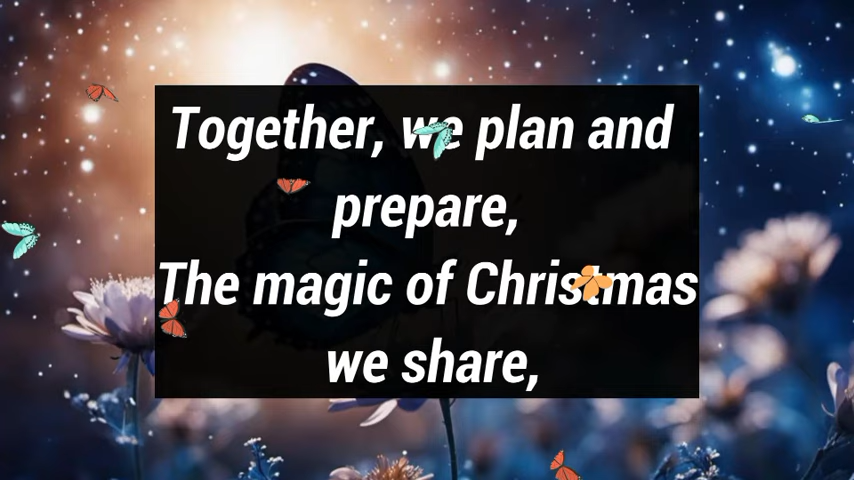 Together, we plan and
prepare,
The magic of Christmas
we share,